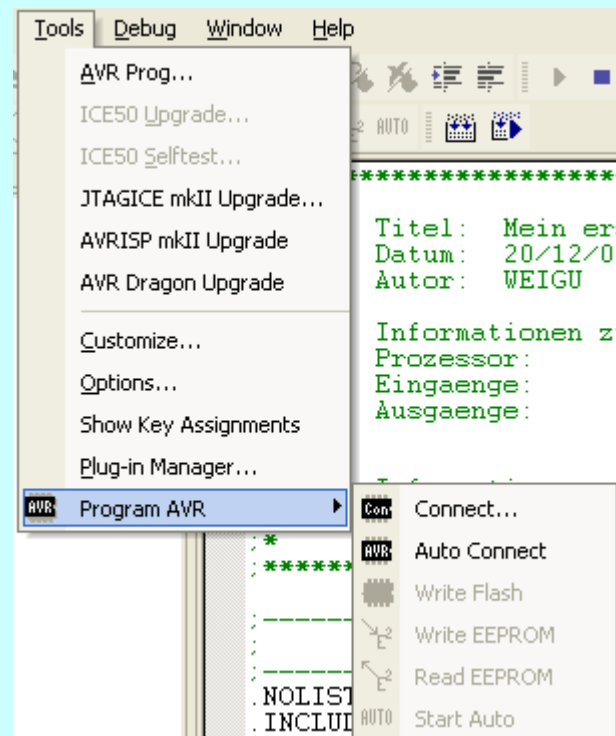 Tools Debug Window Help
AVR Prog...
ICE50 Upgrade...
ICE50 Selftest...
JTAGICE mkII Upgrade...
AVRISP mkII Upgrade
AVR Dragon Upgrade
Customize...
Options...
Show Key Assignments
Plug-in Manager...
Program AVR
Connect...
Auto Connect
Write Flash
Write EEPROM
Read EEPROM
Start Auto
AUTO
*********************
Titel: Mein er
Datum: 20/12/0
Autor: WEIGU
Informationen z
Prozessor:
Eingaenge:
Ausgaenge:
;*
;******
;------
;------
.NOLIST
.INCLUD